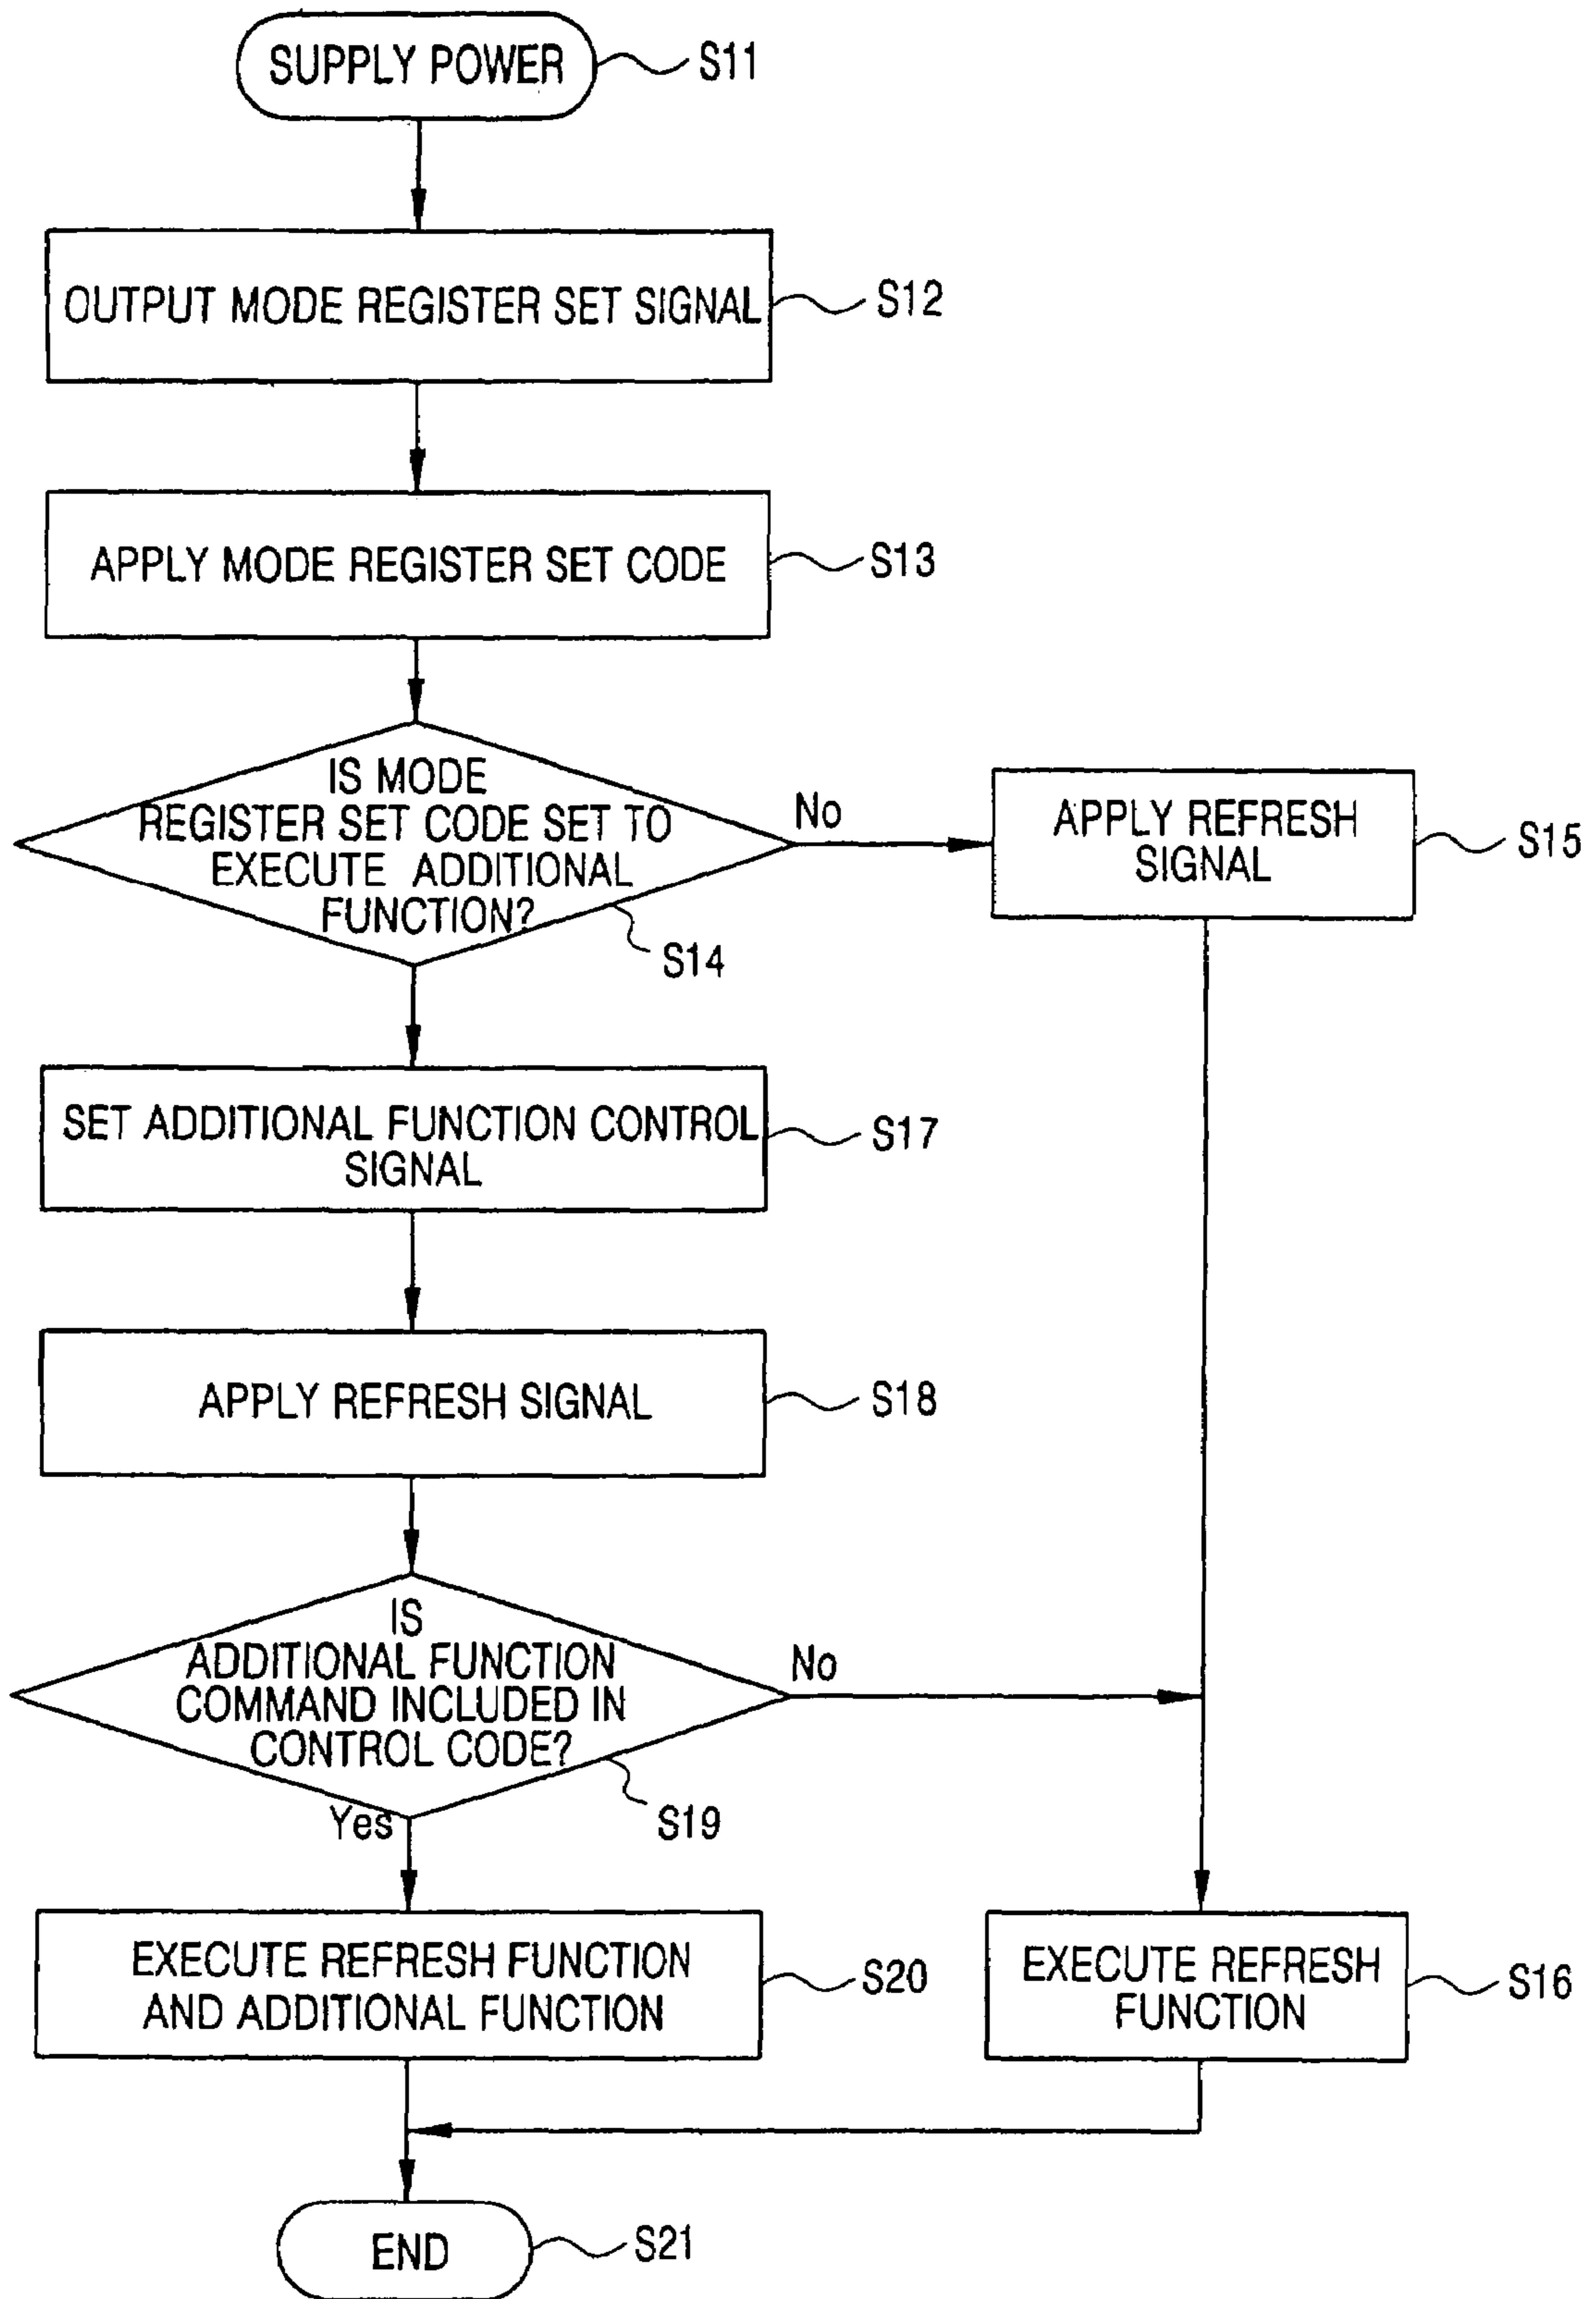 SUPPLY POWER
S11
OUTPUT MODE REGISTER SET SIGNAL
S12
APPLY MODE REGISTER SET CODE
S13
IS MODE
REGISTER SET CODE SET TO
EXECUTE ADDITIONAL
FUNCTION?
S14
No
APPLY REFRESH
SIGNAL
S15
SET ADDITIONAL FUNCTION CONTROL
SIGNAL
S17
APPLY REFRESH SIGNAL
S18
IS
ADDITIONAL FUNCTION
COMMAND INCLUDED IN
CONTROL CODE?
S19
No
Yes
EXECUTE REFRESH FUNCTION
AND ADDITIONAL FUNCTION
S20
EXECUTE REFRESH
FUNCTION
S16
END
S21